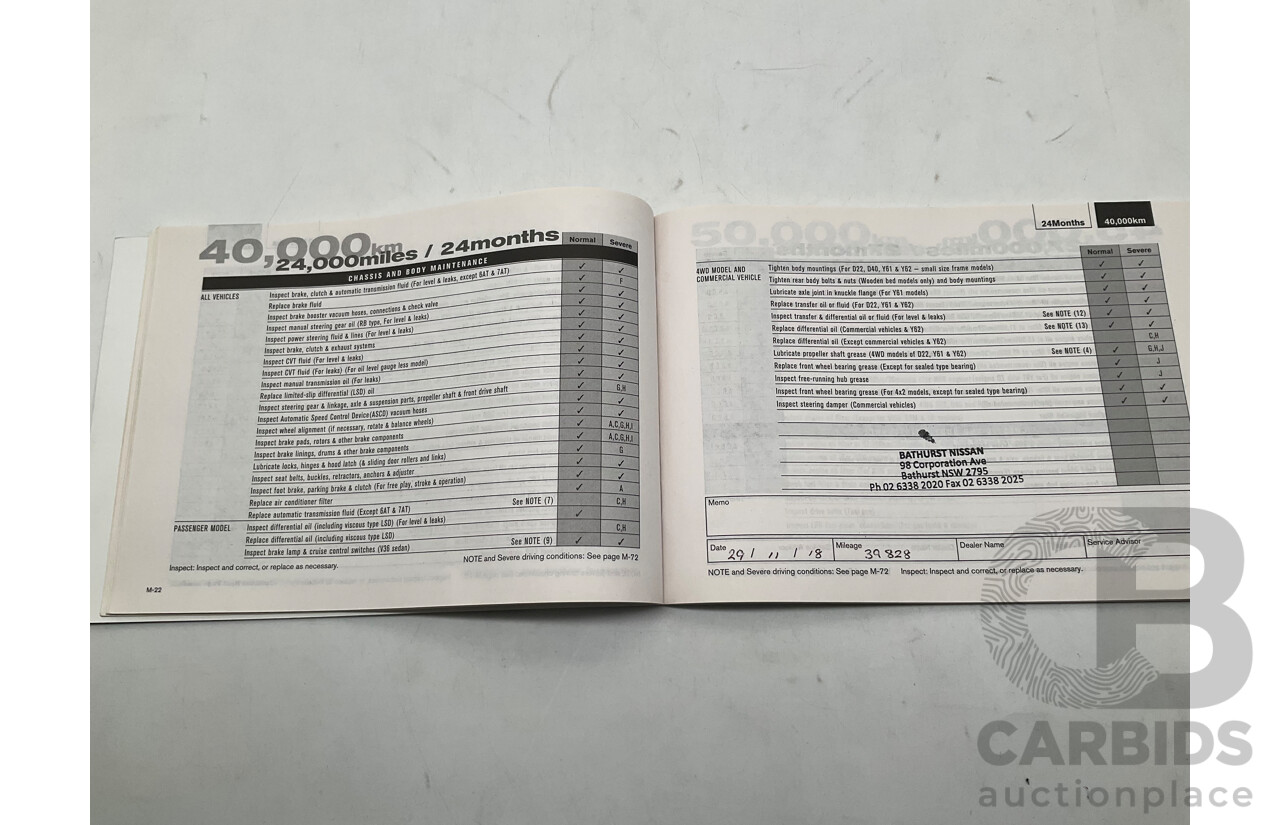 40,000km
24,000miles / 24months
Normal Severe
CHASSIS AND BODY MAINTENANCE
ALL VEHICLES
Inspect brake, clutch & automatic transmission fluid (For level & leaks, except 6AT & 7AT) ✓ ✓
Replace brake fluid ✓ F
Inspect brake booster vacuum hoses, connections & check valve ✓ ✓
Inspect manual steering gear oil (RB type, For level & leaks) ✓ ✓
Inspect power steering fluid & lines (For level & leaks) ✓ ✓
Inspect brake, clutch & exhaust systems ✓ ✓
Inspect CVT fluid (For level & leaks) ✓ ✓
Inspect CVT fluid (For leaks) (For oil level gauge less model) ✓ ✓
Inspect manual transmission oil (For leaks) ✓ ✓
Replace limited-slip differential (LSD) oil ✓ ✓
Inspect steering gear & linkage, axle & suspension parts, propeller shaft & front drive shaft ✓ G,H
Inspect Automatic Speed Control Device(ASCD) vacuum hoses ✓ ✓
Inspect wheel alignment (if necessary, rotate & balance wheels) ✓ ✓
Inspect brake pads, rotors & other brake components ✓ A,C,G,H,I
Inspect brake linings, drums & other brake components ✓ A,C,G,H,I
Lubricate locks, hinges & hood latch (& sliding door rollers and links) ✓ G
Inspect seat belts, buckles, retractors, anchors & adjuster ✓ ✓
Inspect foot brake, parking brake & clutch (For free play, stroke & operation) ✓ ✓
Replace air conditioner filter ✓ A
Replace automatic transmission fluid (Except 6AT & 7AT) See NOTE (7) C,H
PASSENGER MODEL
Inspect differential oil (including viscous type LSD) (For level & leaks) ✓
Replace differential oil (including viscous type LSD) C,H
Inspect brake lamp & cruise control switches (V36 sedan) See NOTE (9) ✓ ✓
Inspect: Inspect and correct, or replace as necessary.
NOTE and Severe driving conditions: See page M-72
M-22
24Months 40,000km
Normal Severe
4WD MODEL AND
COMMERCIAL VEHICLE
Tighten body mountings (For D22, D40, Y61 & Y62 – small size frame models) ✓ ✓
Tighten rear body bolts & nuts (Wooden bed models only) and body mountings ✓ ✓
Lubricate axle joint in knuckle flange (For Y61 models) ✓ ✓
Replace transfer oil or fluid (For D22, Y61 & Y62) ✓ ✓
Inspect transfer & differential oil or fluid (For level & leaks) See NOTE (12) ✓ ✓
Replace differential oil (Commercial vehicles & Y62) See NOTE (13) ✓ ✓
Replace differential oil (Except commercial vehicles & Y62) C,H
Lubricate propeller shaft grease (4WD models of D22, Y61 & Y62) See NOTE (4) ✓ G,H,J
Replace front wheel bearing grease (Except for sealed type bearing) ✓ J
Inspect free-running hub grease ✓ J
Inspect front wheel bearing grease (For 4x2 models, except for sealed type bearing) ✓ ✓
Inspect steering damper (Commercial vehicles) ✓ ✓
BATHURST NISSAN
98 Corporation Ave
Bathurst NSW 2795
Ph 02 6338 2020 Fax 02 6338 2025
Memo
Date 29 / 11 / 18 Mileage 39828 Dealer Name Service Advisor
NOTE and Severe driving conditions: See page M-72 Inspect: Inspect and correct, or replace as necessary.
CARBIDS
auctionplace